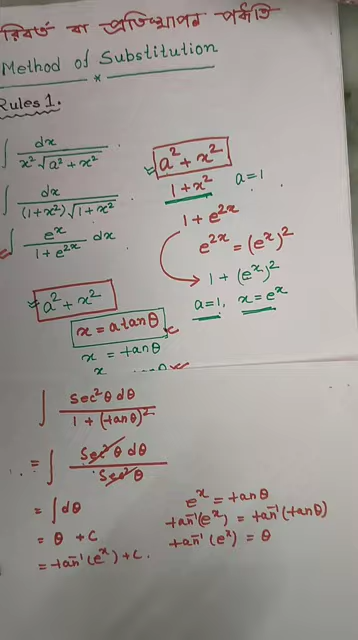 রিবর্ত বা প্রতিস্থাপন পদ্ধতি
Method of Substitution
Rules 1.
∫ dx / x²√(a² + x²)
∫ dx / (1+x²)√(1+x²)
∫ eˣ / (1 + e²ˣ) dx
a² + x²
1 + x² a = 1
1 + e²ˣ
e²ˣ = (eˣ)²
1 + (eˣ)²
a = 1, x = eˣ
a² + x²
x = a tanθ
x = tanθ
∫ sec²θ dθ / 1 + (tanθ)²
= ∫ sec²θ dθ / sec²θ
= ∫ dθ
= θ + c
= tan⁻¹(eˣ) + c.
eˣ = tanθ
tan⁻¹(eˣ) = tan⁻¹(tanθ)
tan⁻¹(eˣ) = θ